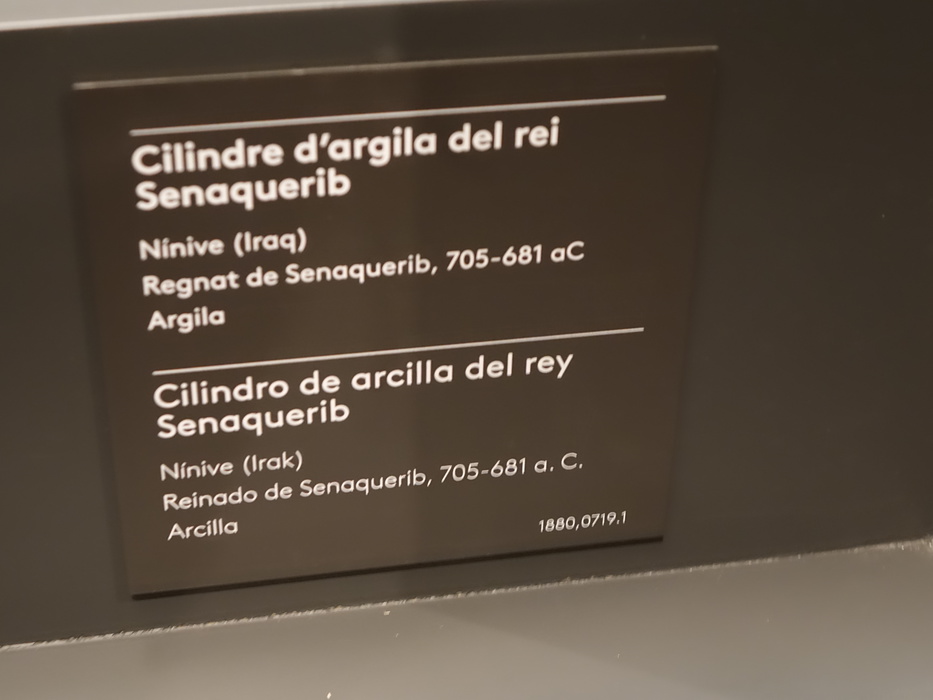 Cilindre d'argila del rei
Senaquerib
Nínive (Iraq)
Regnat de Senaquerib, 705-681 aC
Argila
Cilindro de arcilla del rey
Senaquerib
Nínive (Irak)
Reinado de Senaquerib, 705-681 a. C.
Arcilla
1880,0719.1